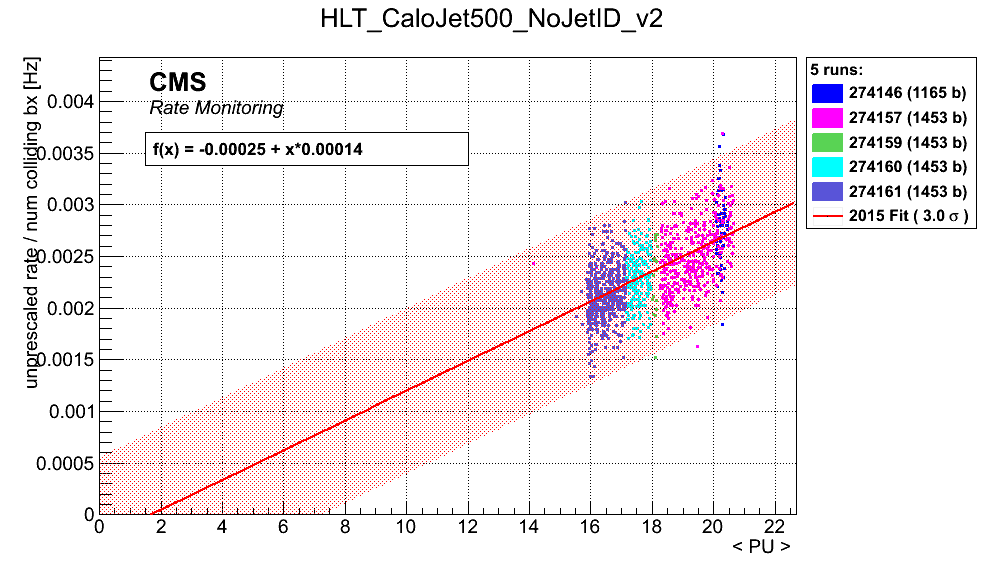 HLT_CaloJet500_NoJetID_v2
unprescaled rate / num colliding bx [Hz]
CMS
Rate Monitoring
f(x) = -0.00025 + x*0.00014
0.004
0.0035
0.003
0.0025
0.002
0.0015
0.001
0.0005
0
0 2 4 6 8 10 12 14 16 18 20 22
< PU >
5 runs:
274146 (1165 b)
274157 (1453 b)
274159 (1453 b)
274160 (1453 b)
274161 (1453 b)
2015 Fit ( 3.0 σ )